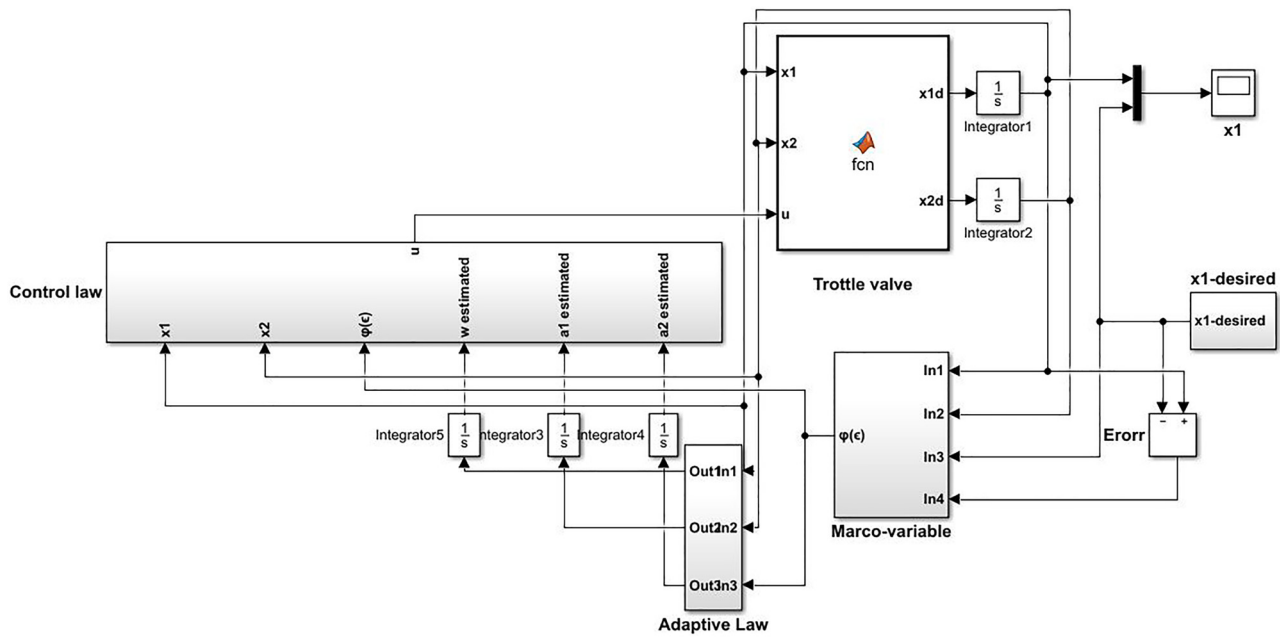 x1
x1d
1
s
Integrator1
x1
x2
fcn
x2d
1
s
Integrator2
u
u
Trottle valve
x1-desired
x1-desired
Control law
x1
x2
φ(ϵ)
w estimated
a1 estimated
a2 estimated
In1
In2
In3
In4
φ(ϵ)
Marco-variable
Erorr
−
+
Integrator5
1
s
ntegrator3
1
s
ntegrator4
1
s
Out1
In1
Out2
In2
Out3
In3
Adaptive Law